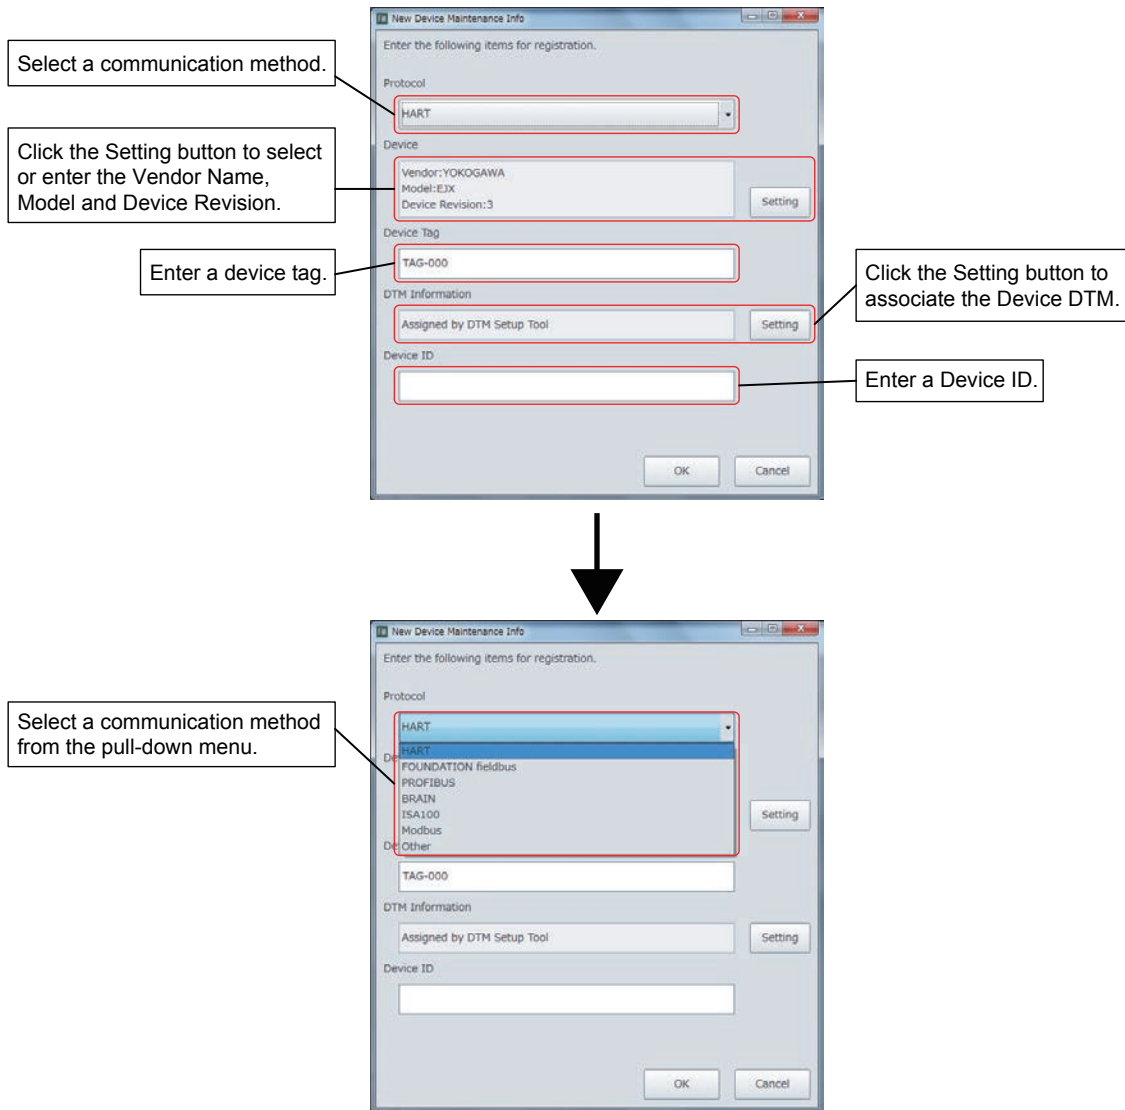 New Device Maintenance Info
Enter the following items for registration.
Select a communication method.
Protocol
HART
Click the Setting button to select
or enter the Vendor Name,
Model and Device Revision.
Device
Vendor:YOKOGAWA
Model:EJX
Device Revision:3
Setting
Enter a device tag.
Device Tag
TAG-000
DTM Information
Assigned by DTM Setup Tool
Setting
Click the Setting button to
associate the Device DTM.
Device ID
Enter a Device ID.
OK
Cancel
New Device Maintenance Info
Enter the following items for registration.
Protocol
Select a communication method
from the pull-down menu.
HART
HART
De
FOUNDATION fieldbus
PROFIBUS
BRAIN
ISA100
Modbus
De Other
Setting
TAG-000
DTM Information
Assigned by DTM Setup Tool
Setting
Device ID
OK
Cancel